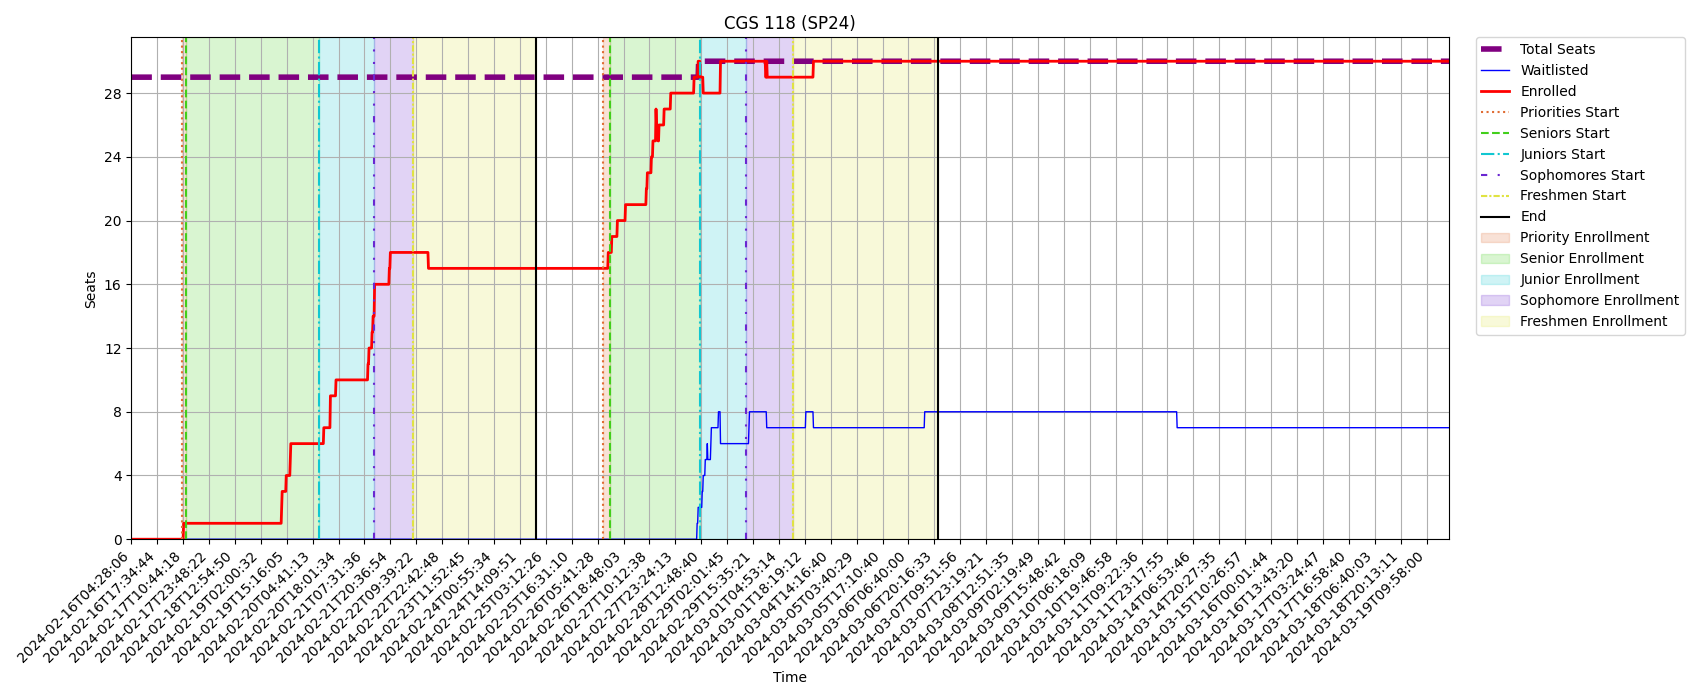 CGS 118 (SP24)
Total Seats
Waitlisted
Enrolled
Priorities Start
Seniors Start
Juniors Start
Sophomores Start
Freshmen Start
End
Priority Enrollment
Senior Enrollment
Junior Enrollment
Sophomore Enrollment
Freshmen Enrollment
Seats
28
24
20
16
12
8
4
0
2024-02-16T04:28:06
2024-02-16T17:34:44
2024-02-17T10:44:18
2024-02-17T23:48:22
2024-02-18T12:54:50
2024-02-19T02:00:32
2024-02-19T15:16:05
2024-02-20T04:41:13
2024-02-20T18:01:34
2024-02-21T07:31:36
2024-02-21T20:36:54
2024-02-22T09:39:22
2024-02-22T22:42:48
2024-02-23T11:52:45
2024-02-24T00:55:34
2024-02-24T14:09:51
2024-02-25T03:12:26
2024-02-25T16:31:10
2024-02-26T05:41:28
2024-02-26T18:48:03
2024-02-27T10:12:38
2024-02-27T23:24:13
2024-02-28T12:48:40
2024-02-29T02:01:45
2024-02-29T15:35:21
2024-03-01T04:53:14
2024-03-01T18:19:12
2024-03-04T14:16:40
2024-03-05T03:40:29
2024-03-05T17:10:40
2024-03-06T06:40:00
2024-03-06T20:16:33
2024-03-07T09:51:56
2024-03-07T23:19:21
2024-03-08T12:51:35
2024-03-09T02:19:49
2024-03-09T15:48:42
2024-03-10T06:18:09
2024-03-10T19:46:58
2024-03-11T09:22:36
2024-03-11T23:17:55
2024-03-14T06:53:46
2024-03-14T20:27:35
2024-03-15T10:26:57
2024-03-16T00:01:44
2024-03-16T13:43:20
2024-03-17T03:24:47
2024-03-17T16:58:40
2024-03-18T06:40:03
2024-03-18T20:13:11
2024-03-19T09:58:00
Time